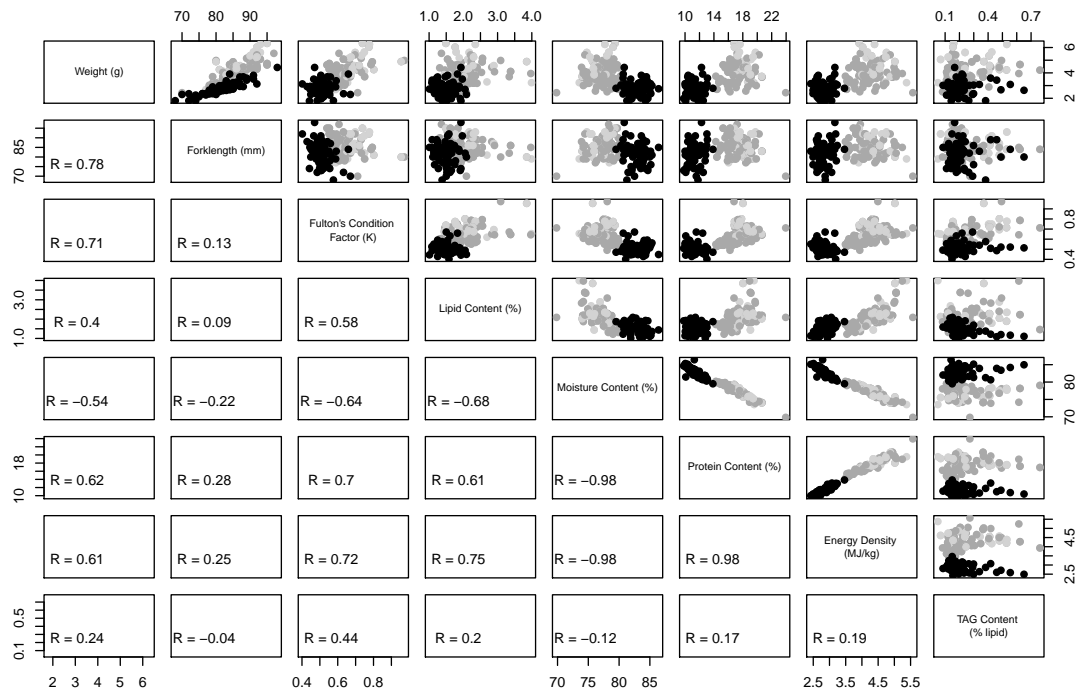 70 80 90
1.0 2.0 3.0 4.0
10 14 18 22
0.1 0.4 0.7
Weight (g)
2 4 6
70 85
R = 0.78
Forklength (mm)
R = 0.71
R = 0.13
Fulton's Condition
Factor (K)
0.4 0.8
1.0 3.0
R = 0.4
R = 0.09
R = 0.58
Lipid Content (%)
R = −0.54
R = −0.22
R = −0.64
R = −0.68
Moisture Content (%)
70 80
10 18
R = 0.62
R = 0.28
R = 0.7
R = 0.61
R = −0.98
Protein Content (%)
R = 0.61
R = 0.25
R = 0.72
R = 0.75
R = −0.98
R = 0.98
Energy Density
(MJ/kg)
2.5 4.5
0.1 0.5
R = 0.24
R = −0.04
R = 0.44
R = 0.2
R = −0.12
R = 0.17
R = 0.19
TAG Content
(% lipid)
2 3 4 5 6
0.4 0.6 0.8
70 75 80 85
2.5 3.5 4.5 5.5